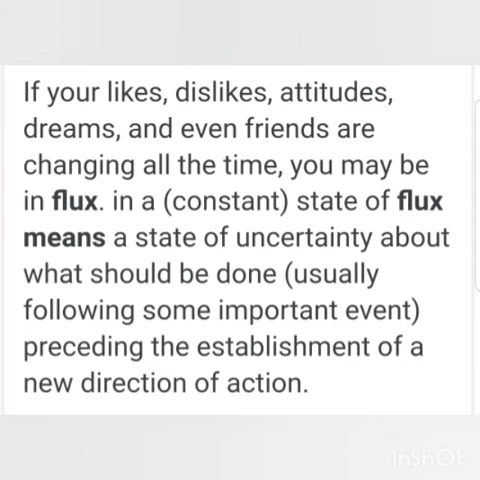 If your likes, dislikes, attitudes,
dreams, and even friends are
changing all the time, you may be
in flux. in a (constant) state of flux
means a state of uncertainty about
what should be done (usually
following some important event)
preceding the establishment of a
new direction of action.
InShOt